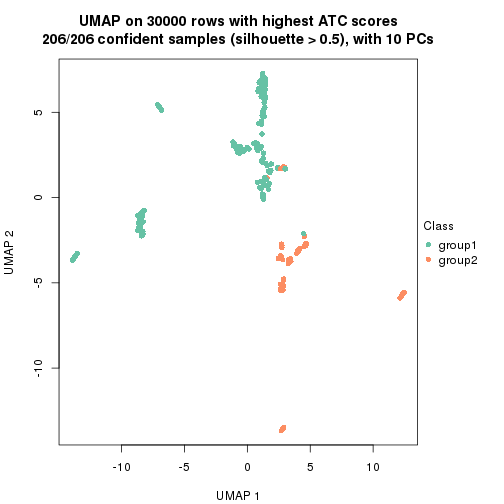 UMAP on 30000 rows with highest ATC scores
206/206 confident samples (silhouette > 0.5), with 10 PCs
5
0
-5
-10
UMAP 2
-10
-5
0
5
10
UMAP 1
Class
group1
group2